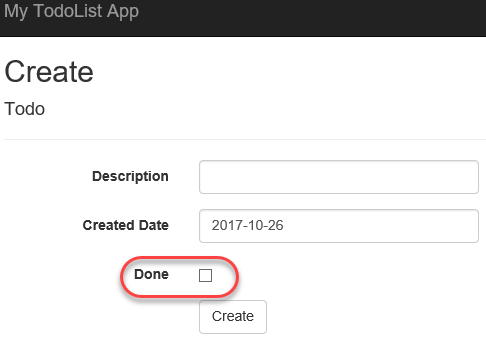 My TodoList App
Create
Todo
Description
Created Date
2017-10-26
Done
Create